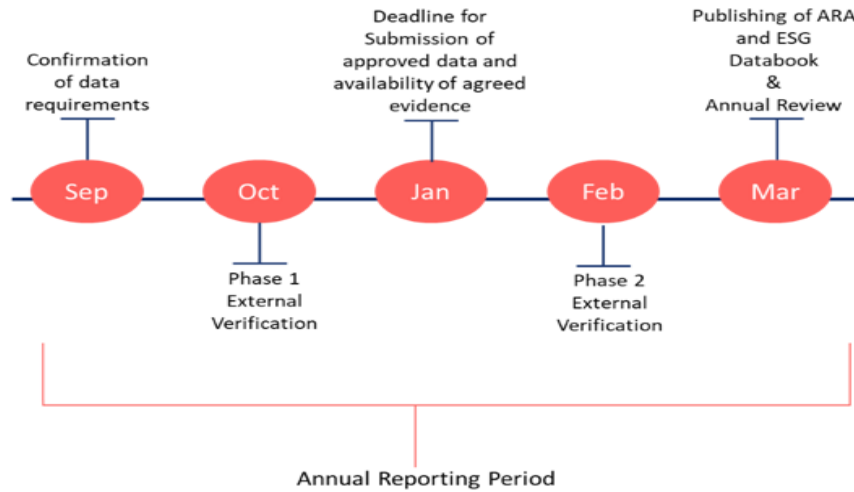 Confirmation
of data
requirements
Deadline for
Submission of
approved data and
availability of agreed
evidence
Publishing of ARA
and ESG
Databook
&
Annual Review
Sep
Oct
Jan
Feb
Mar
Phase 1
External
Verification
Phase 2
External
Verification
Annual Reporting Period